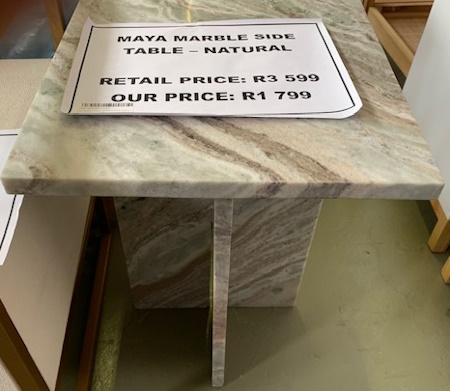 MAYA MARBLE SIDE
TABLE – NATURAL
RETAIL PRICE: R3 599
OUR PRICE: R1 799